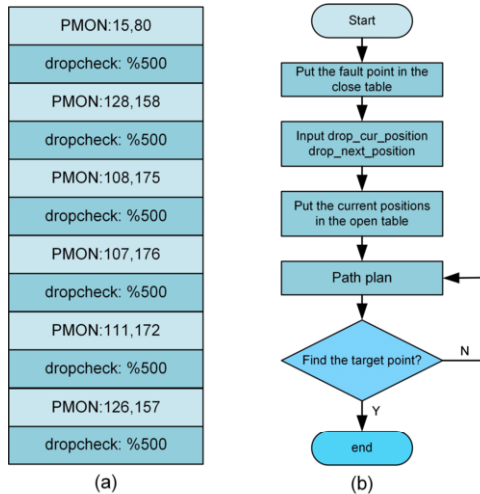 PMON:15,80
dropcheck: %500
PMON:128,158
dropcheck: %500
PMON:108,175
dropcheck: %500
PMON:107,176
dropcheck: %500
PMON:111,172
dropcheck: %500
PMON:126,157
dropcheck: %500
(a)
Start
Put the fault point in the
close table
Input drop_cur_position
drop_next_position
Put the current positions
in the open table
Path plan
Find the target point?
N
Y
end
(b)